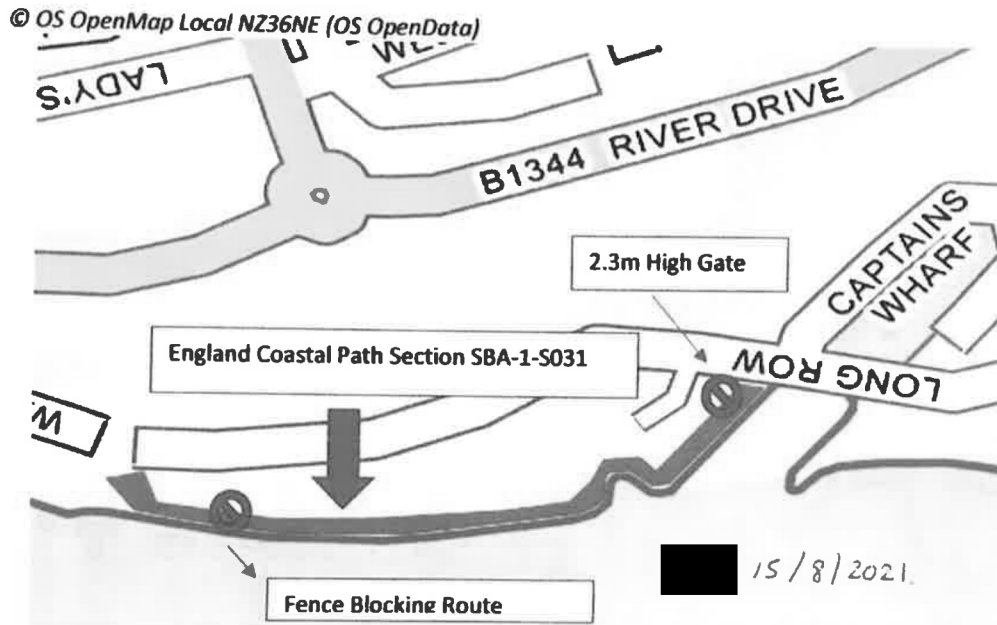 © OS OpenMap Local NZ36NE (OS OpenData)
LADY'S
B1344 RIVER DRIVE
CAPTAINS
WHARF
2.3m High Gate
England Coastal Path Section SBA-1-S031
LONG ROW
Fence Blocking Route
15/8/2021.